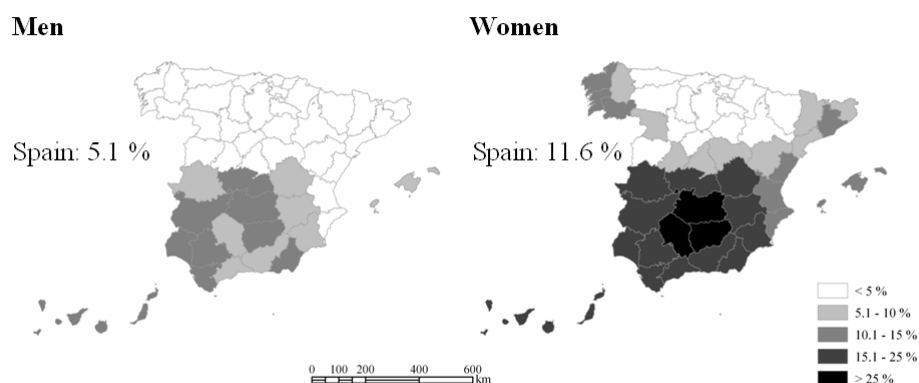 Men
Women
Spain: 5.1 %
Spain: 11.6 %
< 5 %
5.1 - 10 %
10.1 - 15 %
15.1 - 25 %
> 25 %
0 100 200 400 600
km